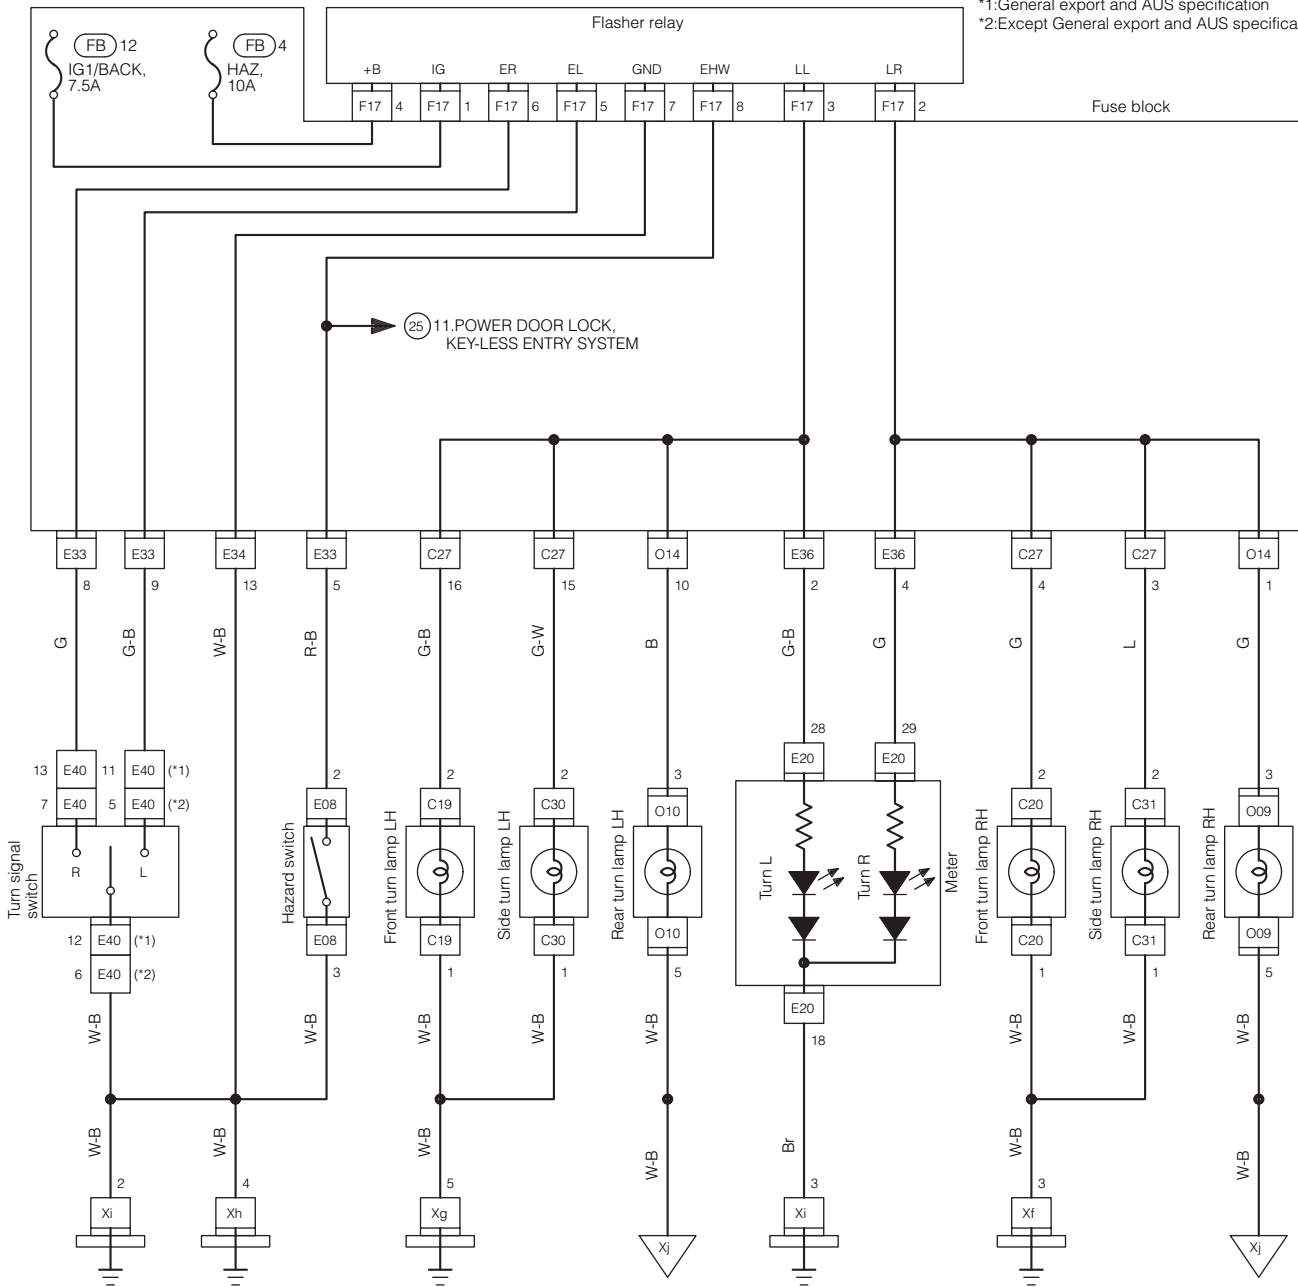 *1:General export and AUS specification
*2:Except General export and AUS specifica
Flasher relay
FB 12
IG1/BACK,
7.5A
FB 4
HAZ,
10A
+B IG ER EL GND EHW LL LR
F17 4 F17 1 F17 6 F17 5 F17 7 F17 8 F17 3 F17 2
Fuse block
25 11.POWER DOOR LOCK,
KEY-LESS ENTRY SYSTEM
E33 E33 E34 E33 C27 C27 O14 E36 E36 C27 C27 O14
8 9 13 5 16 15 10 2 4 4 3 1
G G-B W-B R-B G-B G-W B G-B G G L G
28 29
E20 E20
13 E40 11 E40 (*1)
2 2 2 3 2 2 3
7 E40 5 E40 (*2)
E08 C19 C30 O10 C20 C31 O09
Turn signal
switch
R L
Hazard switch
Front turn lamp LH
Side turn lamp LH
Rear turn lamp LH
Turn L
Turn R
Meter
Front turn lamp RH
Side turn lamp RH
Rear turn lamp RH
12 E40 (*1)
E08 C19 C30 O10 C20 C31 O09
6 E40 (*2)
3 1 1 5 1 1 5
E20
18
W-B W-B W-B W-B W-B W-B W-B W-B
W-B W-B W-B W-B Br W-B W-B
2 4 5 3 3
Xi Xh Xg Xj Xi Xf Xj